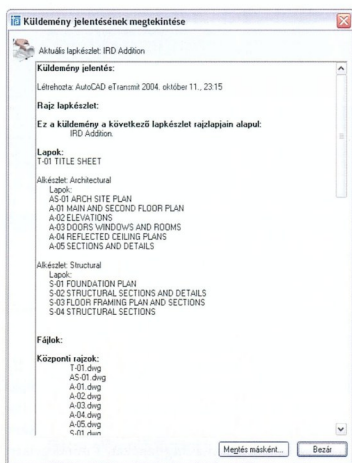 Küldemény jelentésének megtekintése
Aktuális lapkészlet: IRD Addition
Küldemény jelentés:
Létrehozta: AutoCAD eTransmit 2004. október 11., 23:15
Rajz lapkészlet:
Ez a küldemény a következő lapkészlet rajzlapjain alapul:
IRD Addition.
Lapok:
T-01 TITLE SHEET
Alkészlet: Architectural
Lapok:
AS-01 ARCH SITE PLAN
A-01 MAIN AND SECOND FLOOR PLAN
A-02 ELEVATIONS
A-03 DOORS WINDOWS AND ROOMS
A-04 REFLECTED CEILING PLANS
A-05 SECTIONS AND DETAILS
Alkészlet: Structural
Lapok:
S-01 FOUNDATION PLAN
S-02 STRUCTURAL SECTIONS AND DETAILS
S-03 FLOOR FRAMING PLAN AND SECTIONS
S-04 STRUCTURAL SECTIONS
Fájlok:
Központi rajzok:
T-01.dwg
AS-01.dwg
A-01.dwg
A-02.dwg
A-03.dwg
A-04.dwg
A-05.dwg
S-01.dwg
Mentés másként...
Bezár